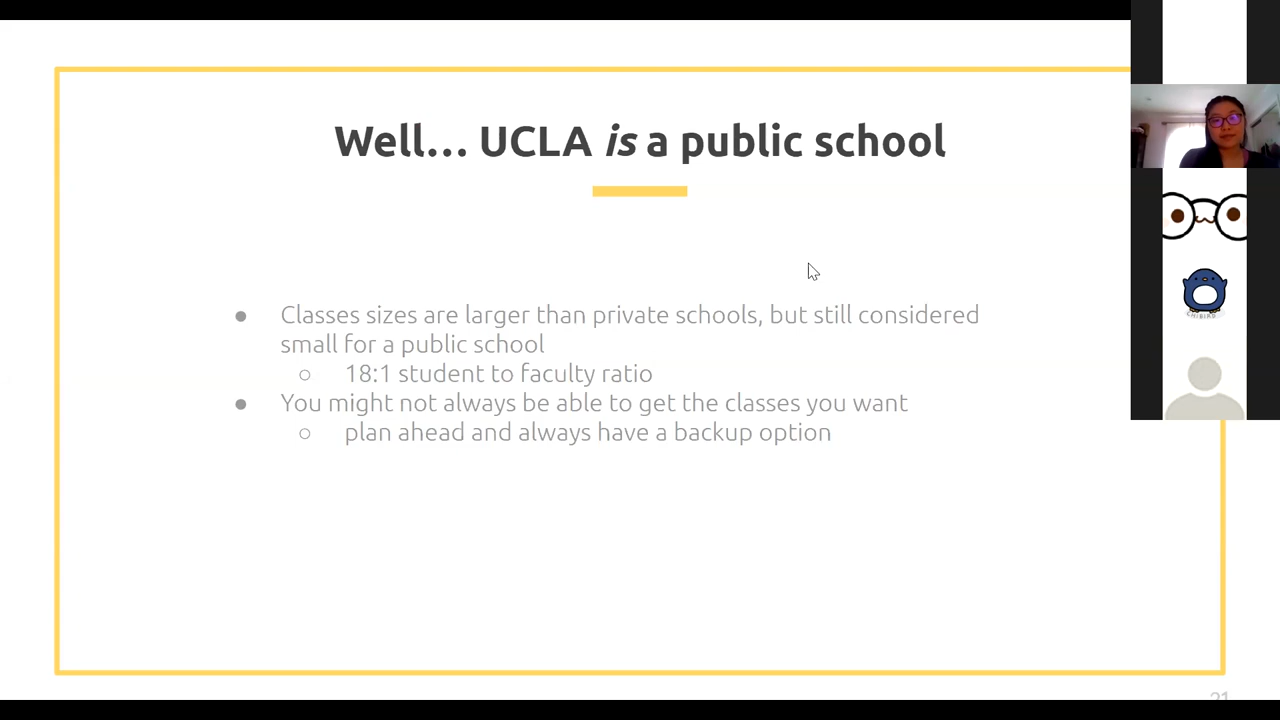 Well... UCLA is a public school
● Classes sizes are larger than private schools, but still considered
small for a public school
○ 18:1 student to faculty ratio
● You might not always be able to get the classes you want
○ plan ahead and always have a backup option
CHIBIRD
21